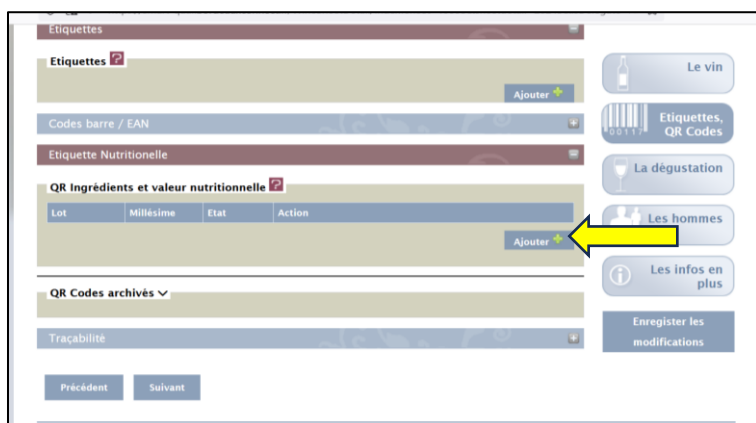 Etiquettes
Etiquettes ?
Ajouter
Codes barre / EAN
Etiquette Nutritionelle
QR Ingrédients et valeur nutritionnelle ?
Lot Millésime Etat Action
Ajouter
QR Codes archivès
Traçabilité
Précédent Suivant
Le vin
00117
Etiquettes,
QR Codes
La dégustation
Les hommes
Les infos en
plus
Enregister les
modifications